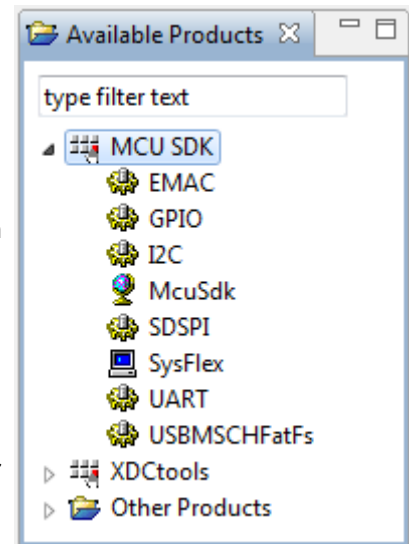 Available Products
type filter text
MCU SDK
EMAC
GPIO
I2C
McuSdk
SDSPI
SysFlex
UART
USBMSCHFatFs
XDCtools
Other Products